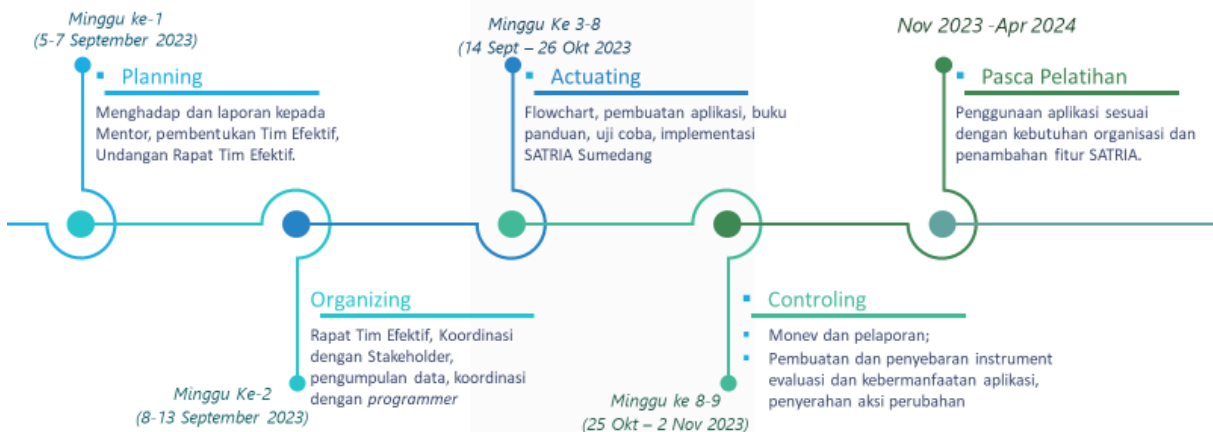 Minggu ke-1
(5-7 September 2023)
Planning
Menghadap dan laporan kepada
Mentor, pembentukan Tim Efektif,
Undangan Rapat Tim Efektif.
Organizing
Rapat Tim Efektif, Koordinasi
dengan Stakeholder,
pengumpulan data, koordinasi
dengan programmer
Minggu Ke-2
(8-13 September 2023)
Minggu Ke 3-8
(14 Sept – 26 Okt 2023
Actuating
Flowchart, pembuatan aplikasi, buku
panduan, uji coba, implementasi
SATRIA Sumedang
Controling
Monev dan pelaporan;
Pembuatan dan penyebaran instrument
evaluasi dan kebermanfaatan aplikasi,
penyerahan aksi perubahan
Minggu ke 8-9
(25 Okt – 2 Nov 2023)
Nov 2023 -Apr 2024
Pasca Pelatihan
Penggunaan aplikasi sesuai
dengan kebutuhan organisasi dan
penambahan fitur SATRIA.